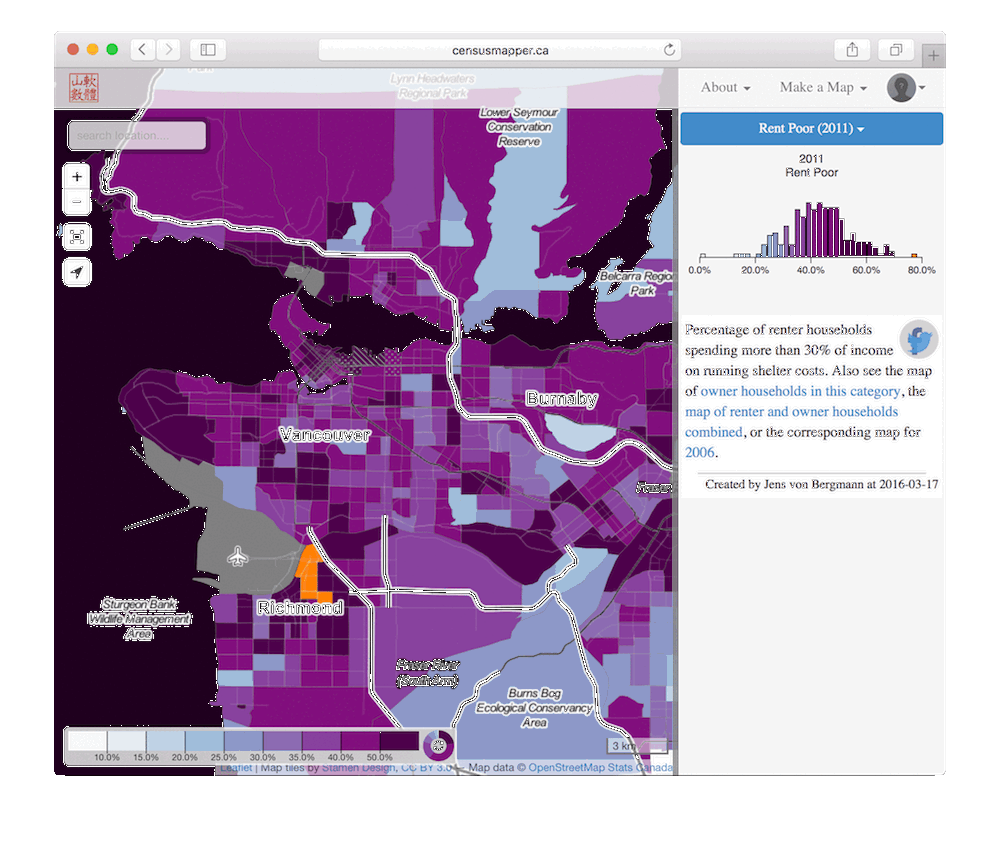 censusmapper.ca
山軟
數體
Park
Lynn Headwaters
Regional Park
About
Make a Map
search location....
Lower Seymour
Conservation
Reserve
Rent Poor (2011)
2011
Rent Poor
+
−
0.0% 20.0% 40.0% 60.0% 80.0%
Belcarra Regio
Park
Percentage of renter households
spending more than 30% of income
on running shelter costs. Also see the map
of owner households in this category, the
map of renter and owner households
combined, or the corresponding map for
2006.
Created by Jens von Bergmann at 2016-03-17
Burnaby
Vancouver
Richmond
Sturgeon Bank
Wildlife Management
Area
Burns Bog
Ecological Conservancy
Area
3 km
10.0% 15.0% 20.0% 25.0% 30.0% 35.0% 40.0% 50.0%
Leaflet | Map tiles by Stamen Design, CC BY 3.0 — Map data © OpenStreetMap Stats Canada